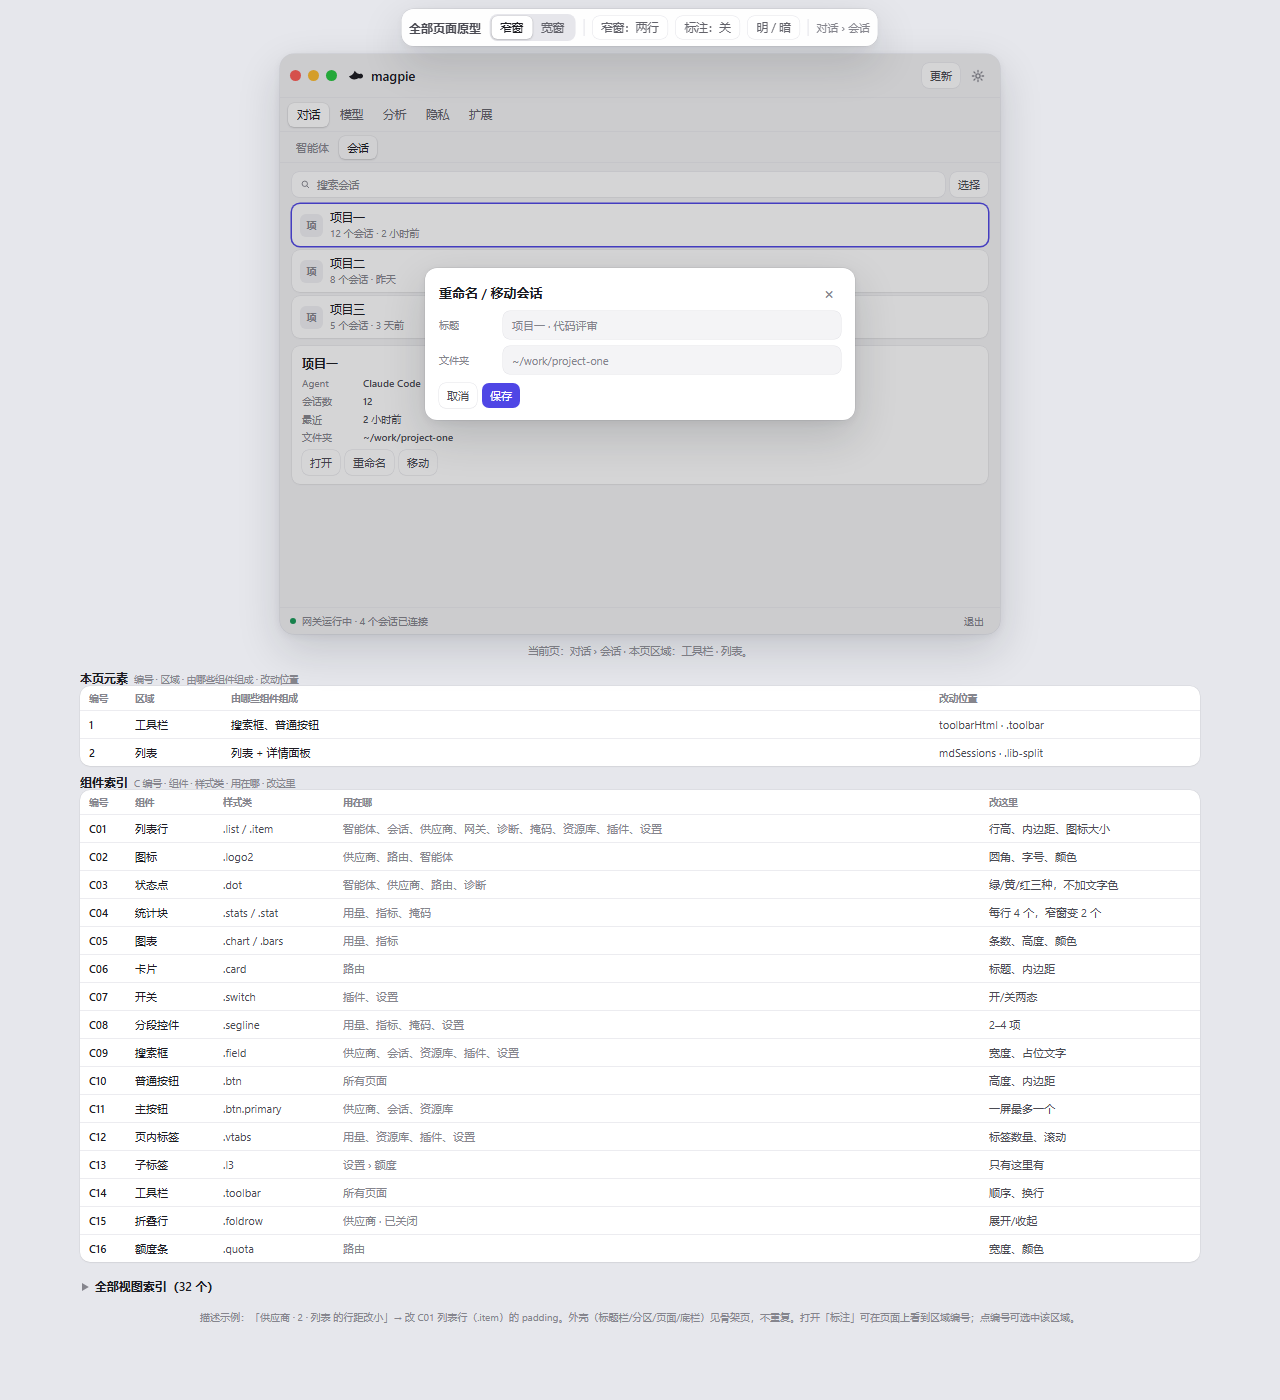 全部页面原型 窄窗 宽窗 窄窗：两行 标注：关 明 / 暗 对话 › 会话
magpie 更新
对话 模型 分析 隐私 扩展
智能体 会话
搜索会话 选择
项 项目一
12 个会话 · 2 小时前
项 项目二
8 个会话 · 昨天
项 项目三
5 个会话 · 3 天前
重命名 / 移动会话 ×
标题 项目一 · 代码评审
文件夹 ~/work/project-one
取消 保存
项目一
Agent Claude Code
会话数 12
最近 2 小时前
文件夹 ~/work/project-one
打开 重命名 移动
网关运行中 · 4 个会话已连接 退出
当前页：对话 › 会话 · 本页区域：工具栏 · 列表。
本页元素 编号 · 区域 · 由哪些组件组成 · 改动位置
编号 区域 由哪些组件组成 改动位置
1 工具栏 搜索框、普通按钮 toolbarHtml · .toolbar
2 列表 列表 + 详情面板 mdSessions · .lib-split
组件索引 C 编号 · 组件 · 样式类 · 用在哪 · 改这里
编号 组件 样式类 用在哪 改这里
C01 列表行 .list / .item 智能体、会话、供应商、网关、诊断、掩码、资源库、插件、设置 行高、内边距、图标大小
C02 图标 .logo2 供应商、路由、智能体 圆角、字号、颜色
C03 状态点 .dot 智能体、供应商、路由、诊断 绿/黄/红三种，不加文字色
C04 统计块 .stats / .stat 用量、指标、掩码 每行 4 个，窄窗变 2 个
C05 图表 .chart / .bars 用量、指标 条数、高度、颜色
C06 卡片 .card 路由 标题、内边距
C07 开关 .switch 插件、设置 开/关两态
C08 分段控件 .segline 用量、指标、掩码、设置 2–4 项
C09 搜索框 .field 供应商、会话、资源库、插件、设置 宽度、占位文字
C10 普通按钮 .btn 所有页面 高度、内边距
C11 主按钮 .btn.primary 供应商、会话、资源库 一屏最多一个
C12 页内标签 .vtabs 用量、资源库、插件、设置 标签数量、滚动
C13 子标签 .l3 设置 › 额度 只有这里有
C14 工具栏 .toolbar 所有页面 顺序、换行
C15 折叠行 .foldrow 供应商 · 已关闭 展开/收起
C16 额度条 .quota 路由 宽度、颜色
▶ 全部视图索引（32 个）
描述示例：「供应商 · 2 · 列表 的行距改小」→ 改 C01 列表行（.item）的 padding。外壳（标题栏/分区/页面/底栏）见骨架页，不重复。打开「标注」可在页面上看到区域编号；点编号可选中该区域。